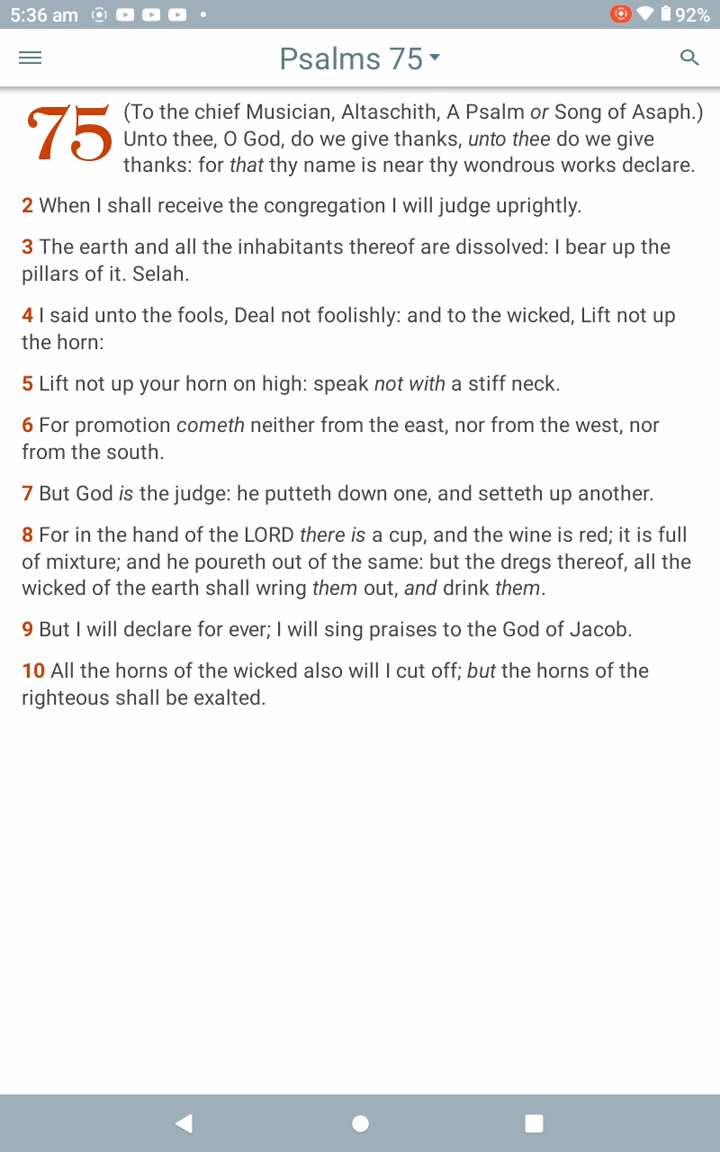 5:36 am
92%
Psalms 75
75 (To the chief Musician, Altaschith, A Psalm or Song of Asaph.)
Unto thee, O God, do we give thanks, unto thee do we give
thanks: for that thy name is near thy wondrous works declare.
2 When I shall receive the congregation I will judge uprightly.
3 The earth and all the inhabitants thereof are dissolved: I bear up the
pillars of it. Selah.
4 I said unto the fools, Deal not foolishly: and to the wicked, Lift not up
the horn:
5 Lift not up your horn on high: speak not with a stiff neck.
6 For promotion cometh neither from the east, nor from the west, nor
from the south.
7 But God is the judge: he putteth down one, and setteth up another.
8 For in the hand of the LORD there is a cup, and the wine is red; it is full
of mixture; and he poureth out of the same: but the dregs thereof, all the
wicked of the earth shall wring them out, and drink them.
9 But I will declare for ever; I will sing praises to the God of Jacob.
10 All the horns of the wicked also will I cut off; but the horns of the
righteous shall be exalted.